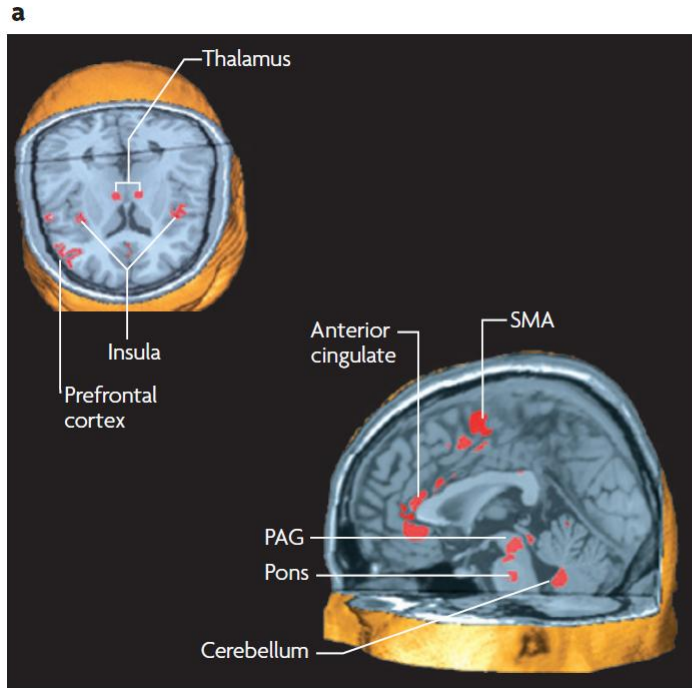 a
Thalamus
Insula
Prefrontal
cortex
Anterior
cingulate
SMA
PAG
Pons
Cerebellum